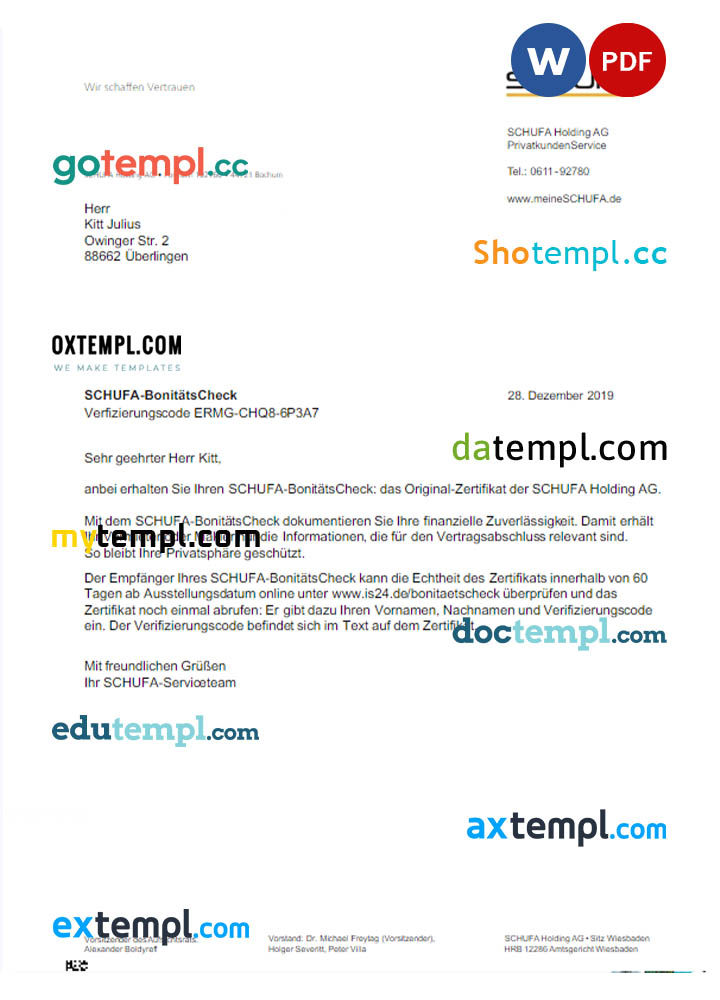 W PDF
Wir schaffen Vertrauen
SCHUFA Holding AG
PrivatkundenService
Tel.: 0611-92780
www.meineSCHUFA.de
gotempl.cc
Bochum
Herr
Kitt Julius
Owinger Str. 2
88662 Überlingen
Shotempl.cc
OXTEMPL.COM
WE MAKE TEMPLATES
SCHUFA-BonitätsCheck
28. Dezember 2019
Verfizierungscode ERMG-CHQ8-6P3A7
datempl.com
Sehr geehrter Herr Kitt,
anbei erhalten Sie Ihren SCHUFA-BonitätsCheck: das Original-Zertifikat der SCHUFA Holding AG.
Mit dem SCHUFA-BonitätsCheck dokumentieren Sie Ihre finanzielle Zuverlässigkeit. Damit erhält
mytempl.com
die Informationen, die für den Vertragsabschluss relevant sind.
So bleibt Ihre Privatsphäre geschützt.
Der Empfänger Ihres SCHUFA-BonitätsCheck kann die Echtheit des Zertifikats innerhalb von 60
Tagen ab Ausstellungsdatum online unter www.is24.de/bonitaetscheck überprüfen und das
Zertifikat noch einmal abrufen: Er gibt dazu Ihren Vornamen, Nachnamen und Verifizierungscode
ein. Der Verifizierungscode befindet sich im Text auf dem Zertifikat.
doctempl.com
Mit freundlichen Grüßen
Ihr SCHUFA-Serviceteam
edutempl.com
axtempl.com
extempl.com
Vorsitzender des Aufsichtsrats:
Alexander Boldyreff
Vorstand: Dr. Michael Freytag (Vorsitzender),
Holger Severitt, Peter Villa
SCHUFA Holding AG • Sitz Wiesbaden
HRB 12286 Amtsgericht Wiesbaden